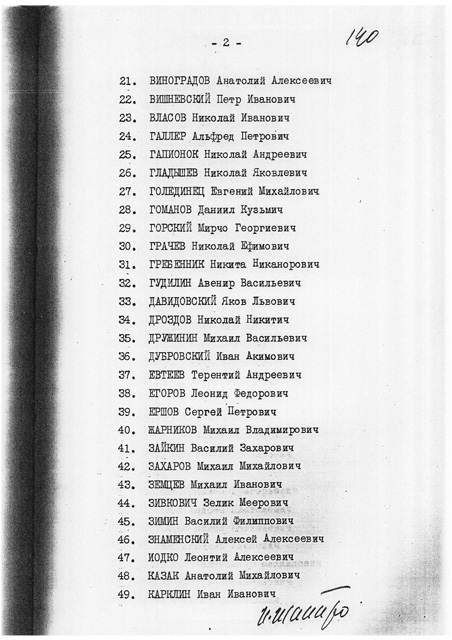 - 2 -
190
21. ВИНОГРАДОВ Анатолий Алексеевич
22. ВИШНЕВСКИЙ Петр Иванович
23. ВЛАСОВ Николай Иванович
24. ГАЛЛЕР Альфред Петрович
25. ГАПИОНОК Николай Андреевич
26. ГЛАДЫШЕВ Николай Яковлевич
27. ГОЛЕДИНЕЦ Евгений Михайлович
28. ГОМАНОВ Даниил Кузьмич
29. ГОРСКИЙ Мирчо Георгиевич
30. ГРАЧЕВ Николай Ефимович
31. ГРЕБЕННИК Никита Никанорович
32. ГУДИЛИН Авенир Васильевич
33. ДАВИДОВСКИЙ Яков Львович
34. ДРОЗДОВ Николай Никитич
35. ДРУЖИНИН Михаил Васильевич
36. ДУБРОВСКИЙ Иван Акимович
37. ЕВТЕЕВ Терентий Андреевич
38. ЕГОРОВ Леонид Федорович
39. ЕРШОВ Сергей Петрович
40. ЖАРНИКОВ Михаил Владимирович
41. ЗАЙКИН Василий Захарович
42. ЗАХАРОВ Михаил Михайлович
43. ЗЕМЦЕВ Михаил Иванович
44. ЗИВКОВИЧ Зелик Меерович
45. ЗИМИН Василий Филиппович
46. ЗНАМЕНСКИЙ Алексей Алексеевич
47. ИОДКО Леонтий Алексеевич
48. КАЗАК Анатолий Михайлович
49. КАРКЛИН Иван Иванович